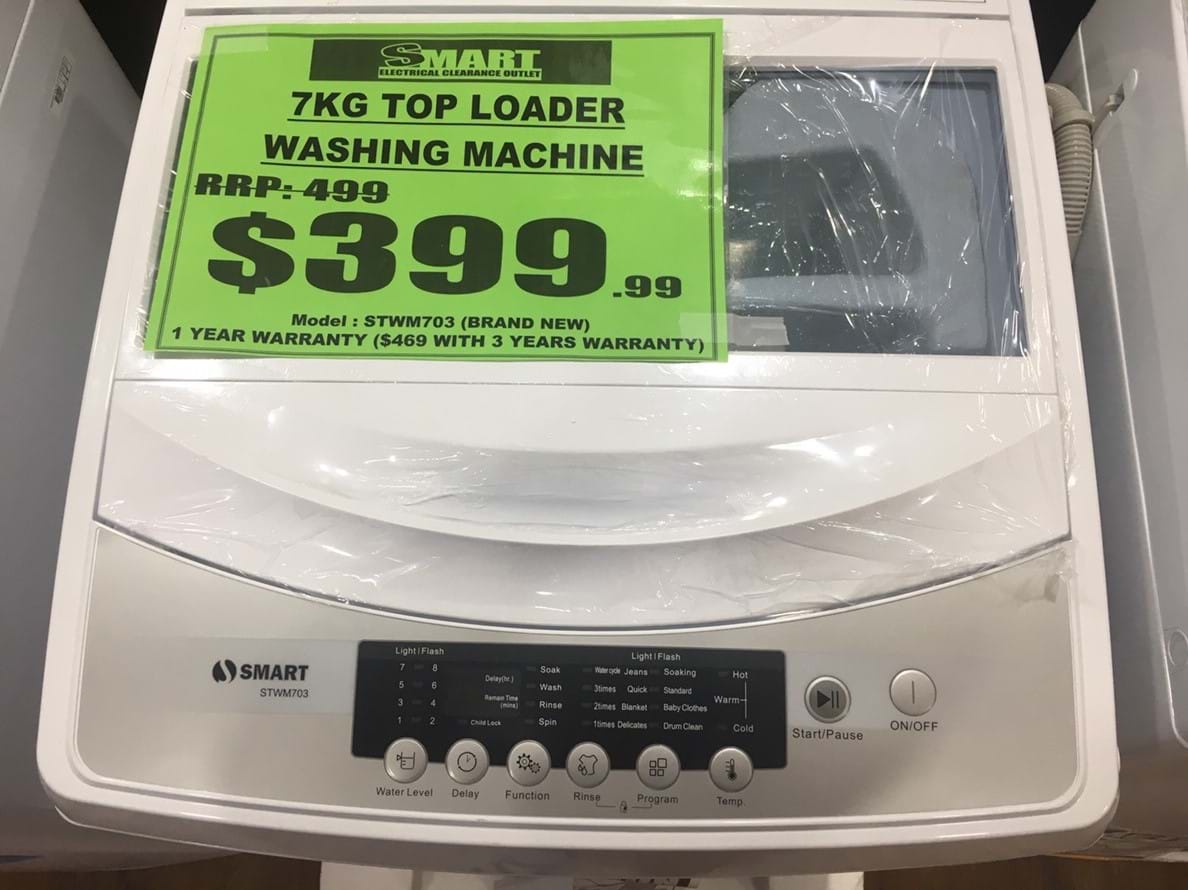 SMART
ELECTRICAL CLEARANCE OUTLET
7KG TOP LOADER
WASHING MACHINE
RRP: 499
$399.99
Model : STWM703 (BRAND NEW)
1 YEAR WARRANTY ($469 WITH 3 YEARS WARRANTY)
SMART
STWM703
Light | Flash
7 8
5 6
3 4
1 2
Delay(hr.)
Remain Time
(mins)
Child Lock
Soak
Wash
Rinse
Spin
Light | Flash
Water cycle Jeans Soaking
3times Quick Standard
2times Blanket Baby Clothes
1times Delicates Drum Clean
Hot
Warm
Cold
Water Level
Delay
Function
Rinse
Program
Temp.
Start/Pause
ON/OFF